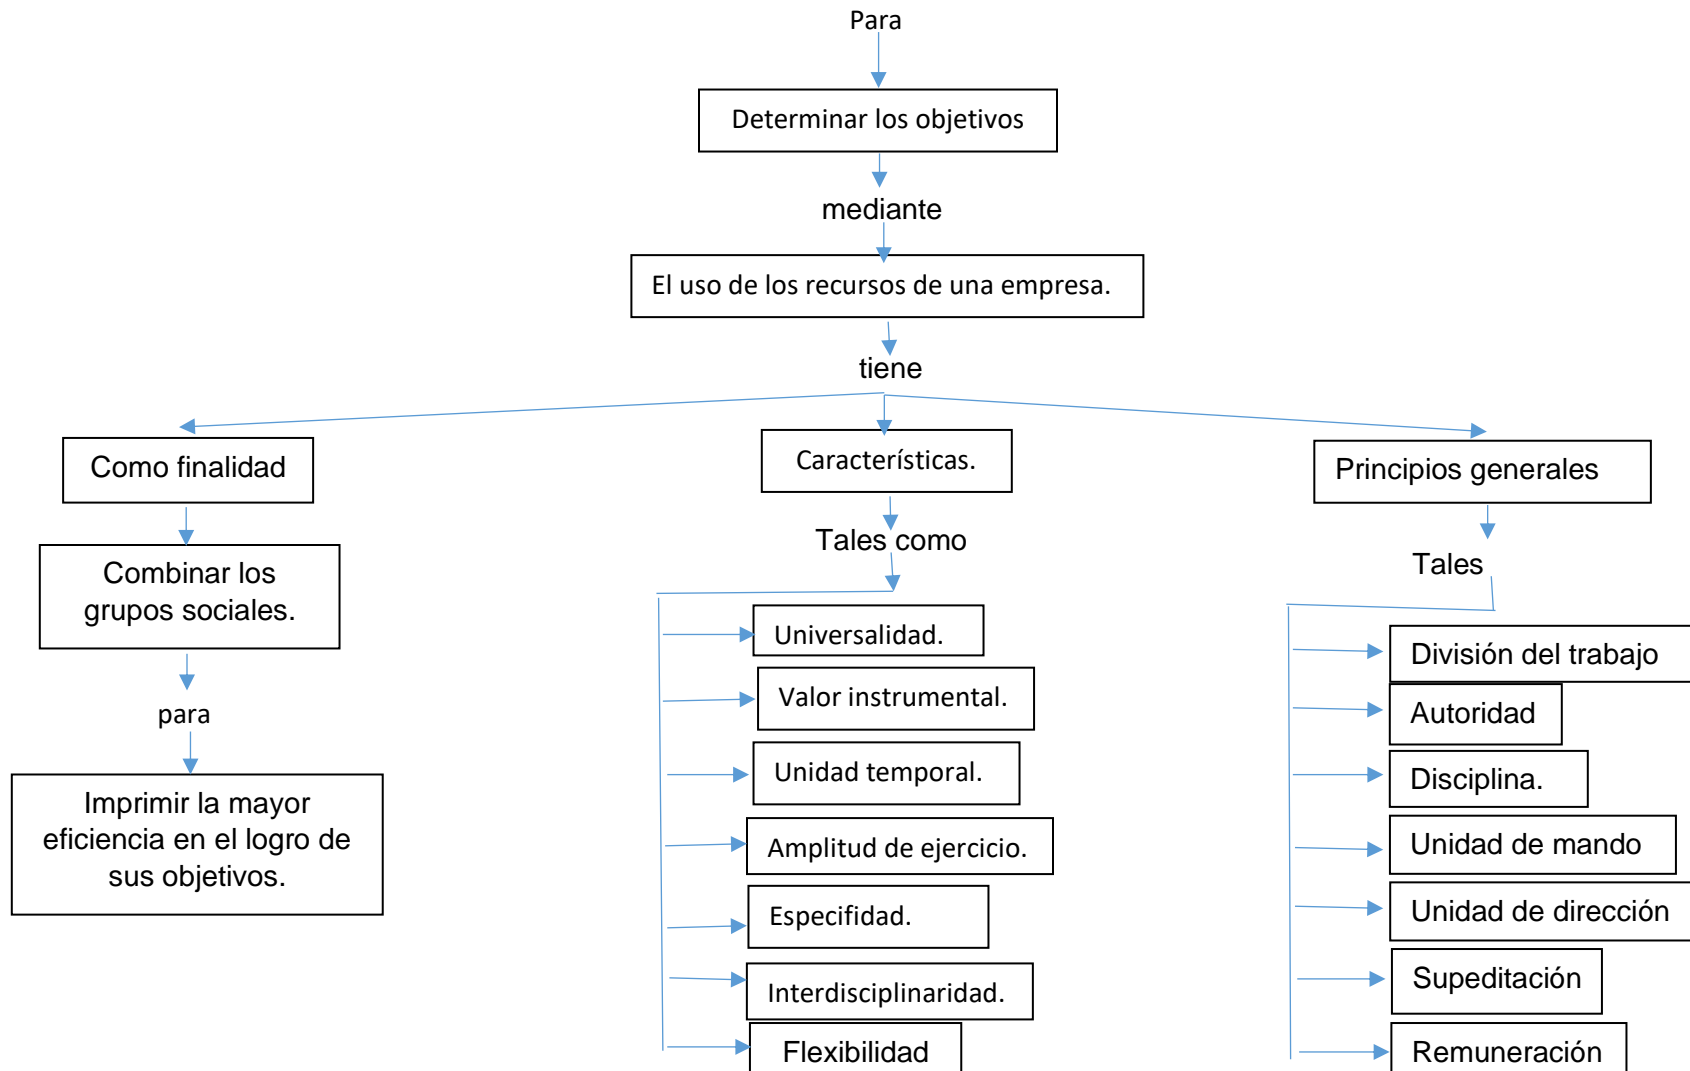 Para
Determinar los objetivos
mediante
El uso de los recursos de una empresa.
tiene
Como finalidad
Combinar los
grupos sociales.
para
Imprimir la mayor
eficiencia en el logro de
sus objetivos.
Características.
Tales como
Universalidad.
Valor instrumental.
Unidad temporal.
Amplitud de ejercicio.
Especifidad.
Interdisciplinaridad.
Flexibilidad
Principios generales
Tales
División del trabajo
Autoridad
Disciplina.
Unidad de mando
Unidad de dirección
Supeditación
Remuneración